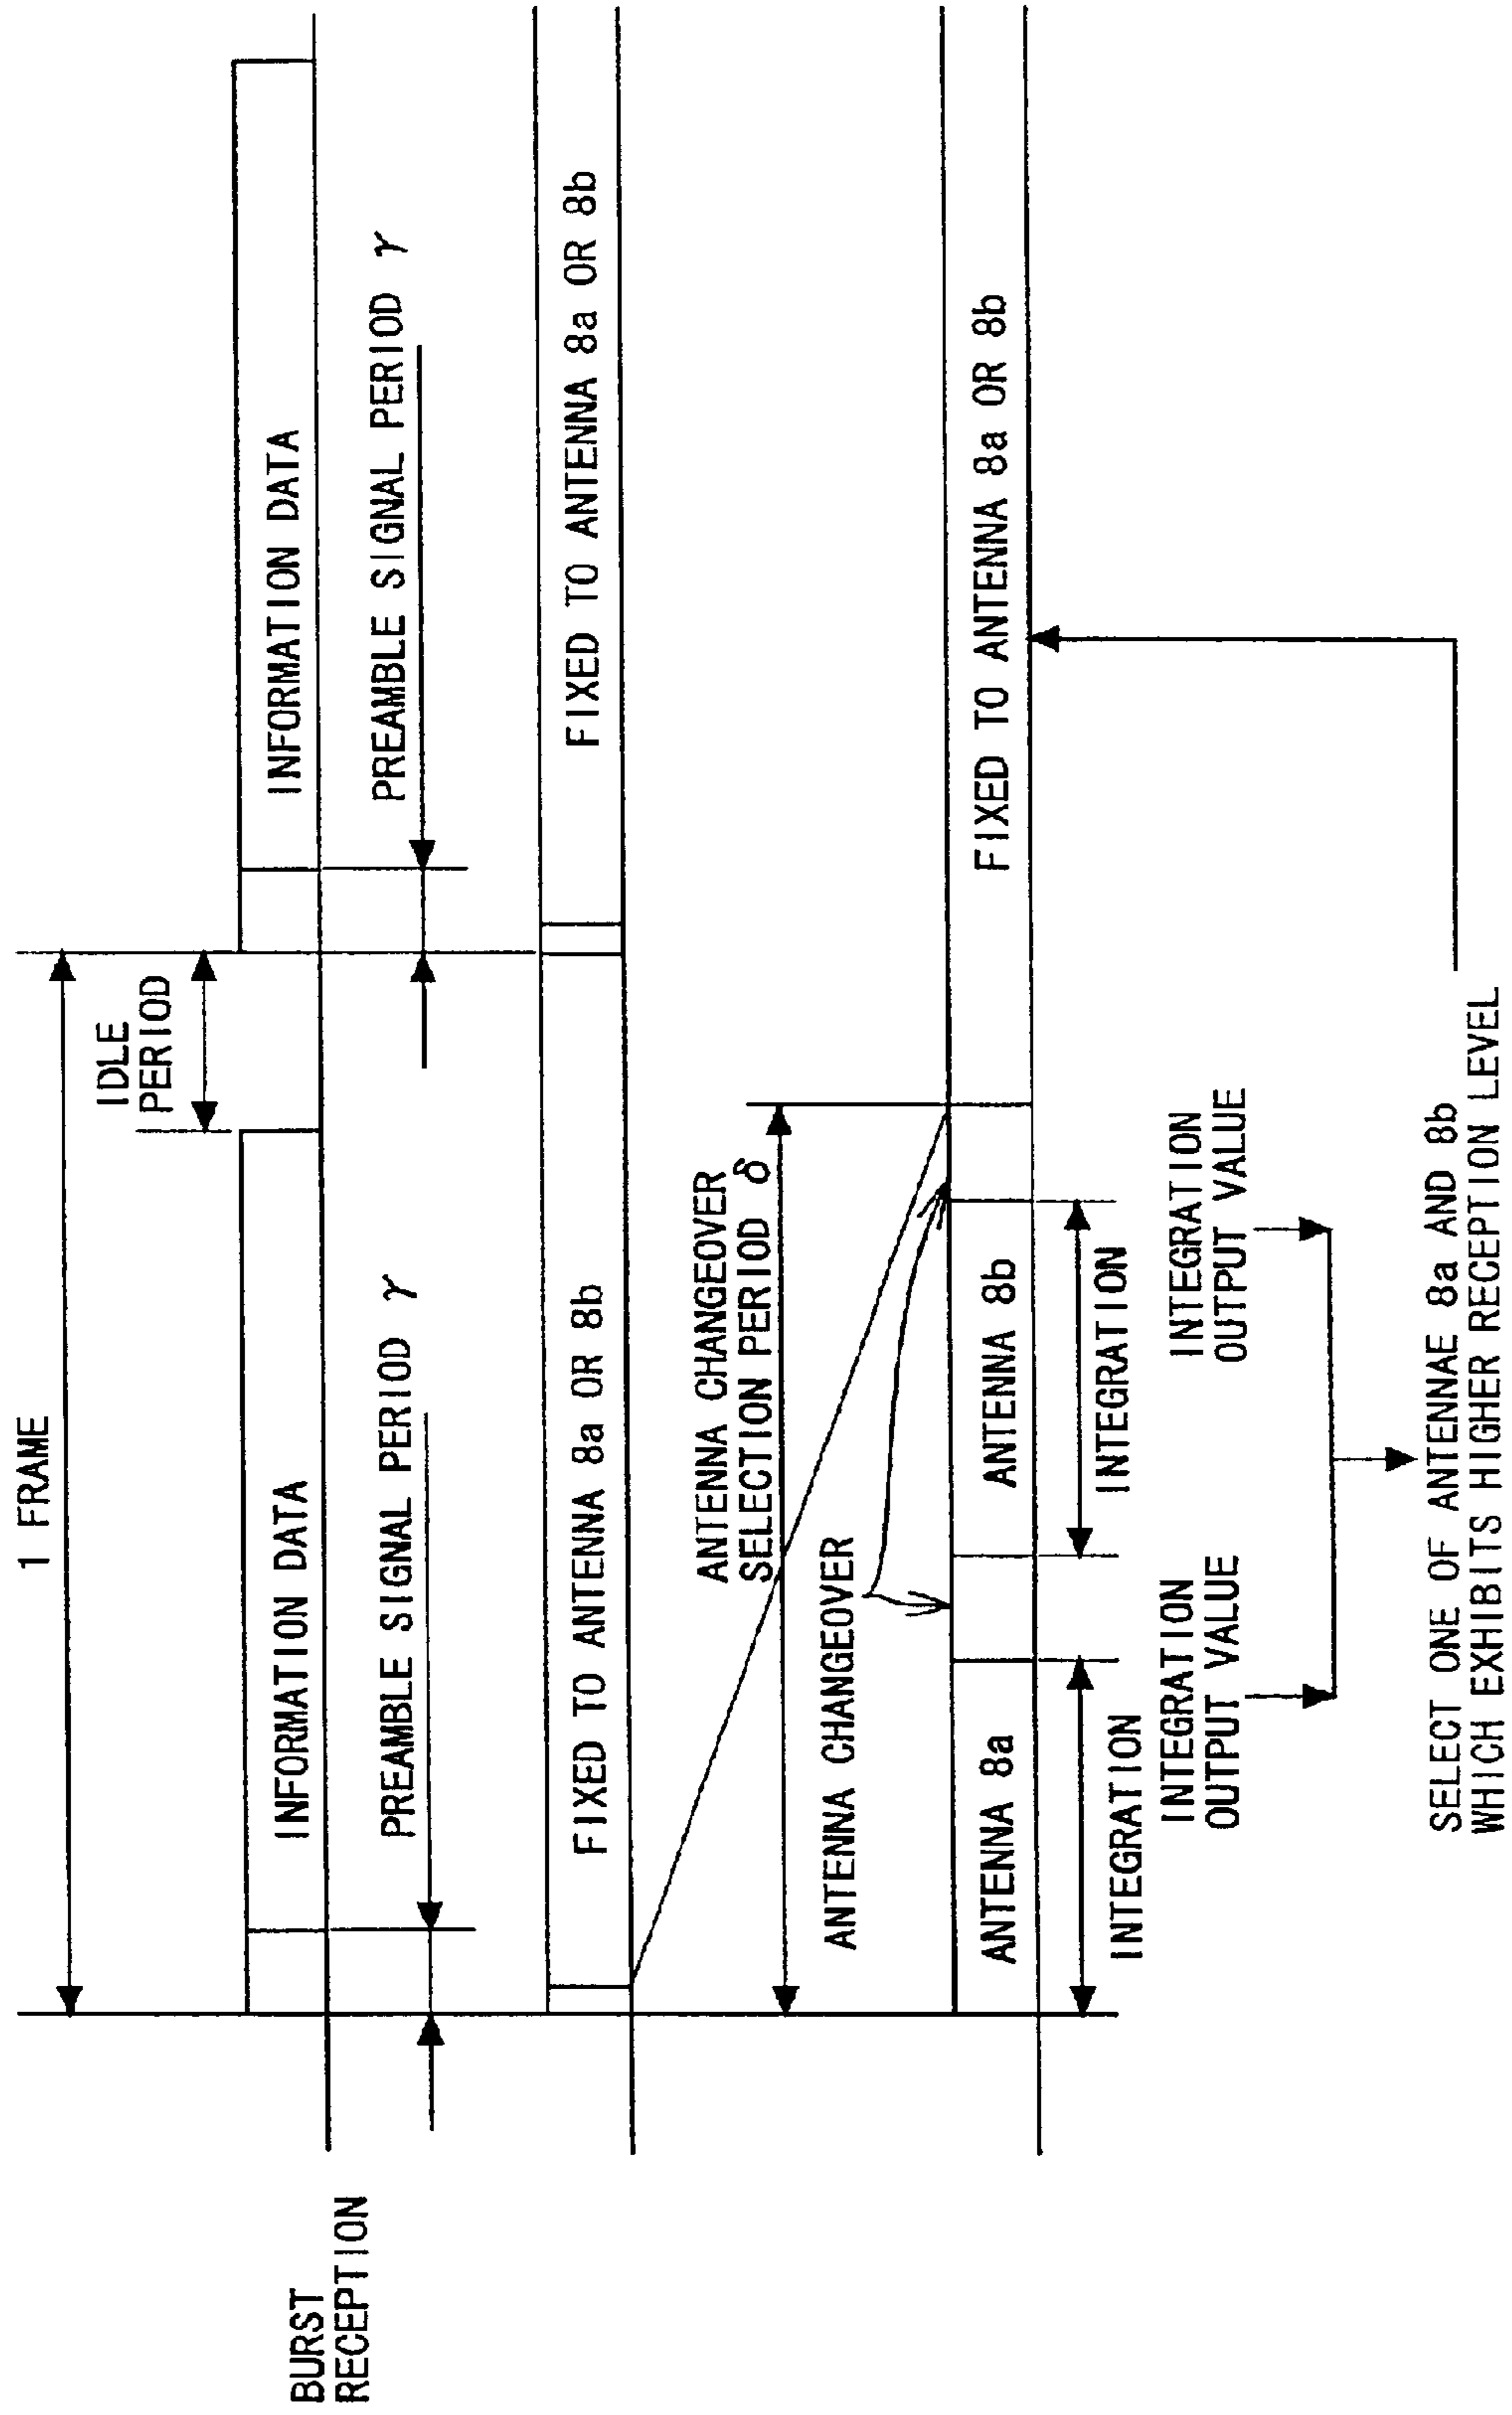 1 FRAME
IDLE
PERIOD
BURST
RECEPTION
INFORMATION DATA
INFORMATION DATA
PREAMBLE SIGNAL PERIOD γ
PREAMBLE SIGNAL PERIOD γ
FIXED TO ANTENNA 8a OR 8b
FIXED TO ANTENNA 8a OR 8b
ANTENNA CHANGEOVER
SELECTION PERIOD δ
ANTENNA CHANGEOVER
ANTENNA 8a
ANTENNA 8b
FIXED TO ANTENNA 8a OR 8b
INTEGRATION
INTEGRATION
INTEGRATION
OUTPUT VALUE
INTEGRATION
OUTPUT VALUE
SELECT ONE OF ANTENNAE 8a AND 8b
WHICH EXHIBITS HIGHER RECEPTION LEVEL